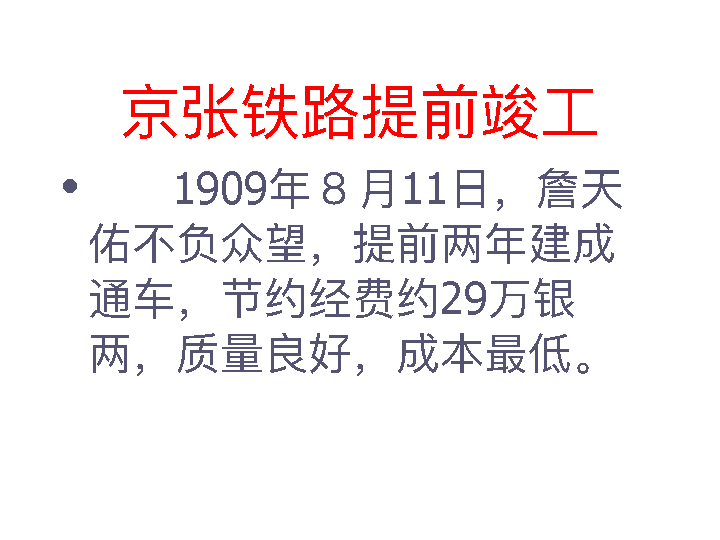 京张铁路提前竣工
• 1909年８月11日，詹天
佑不负众望，提前两年建成
通车，节约经费约29万银
两，质量良好，成本最低。